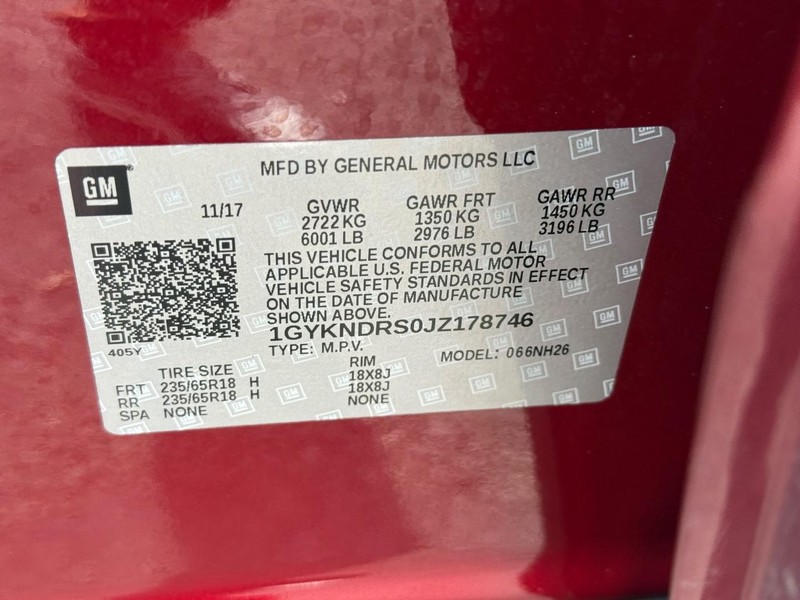 GM
MFD BY GENERAL MOTORS LLC
11/17 GVWR GAWR FRT GAWR RR
2722 KG 1350 KG 1450 KG
6001 LB 2976 LB 3196 LB
THIS VEHICLE CONFORMS TO ALL
APPLICABLE U.S. FEDERAL MOTOR
VEHICLE SAFETY STANDARDS IN EFFECT
ON THE DATE OF MANUFACTURE
SHOWN ABOVE.
1GYKNDRS0JZ178746
405Y
TYPE: M.P.V. MODEL: 066NH26
TIRE SIZE RIM
FRT 235/65R18 H 18X8J
RR 235/65R18 H 18X8J
SPA NONE NONE